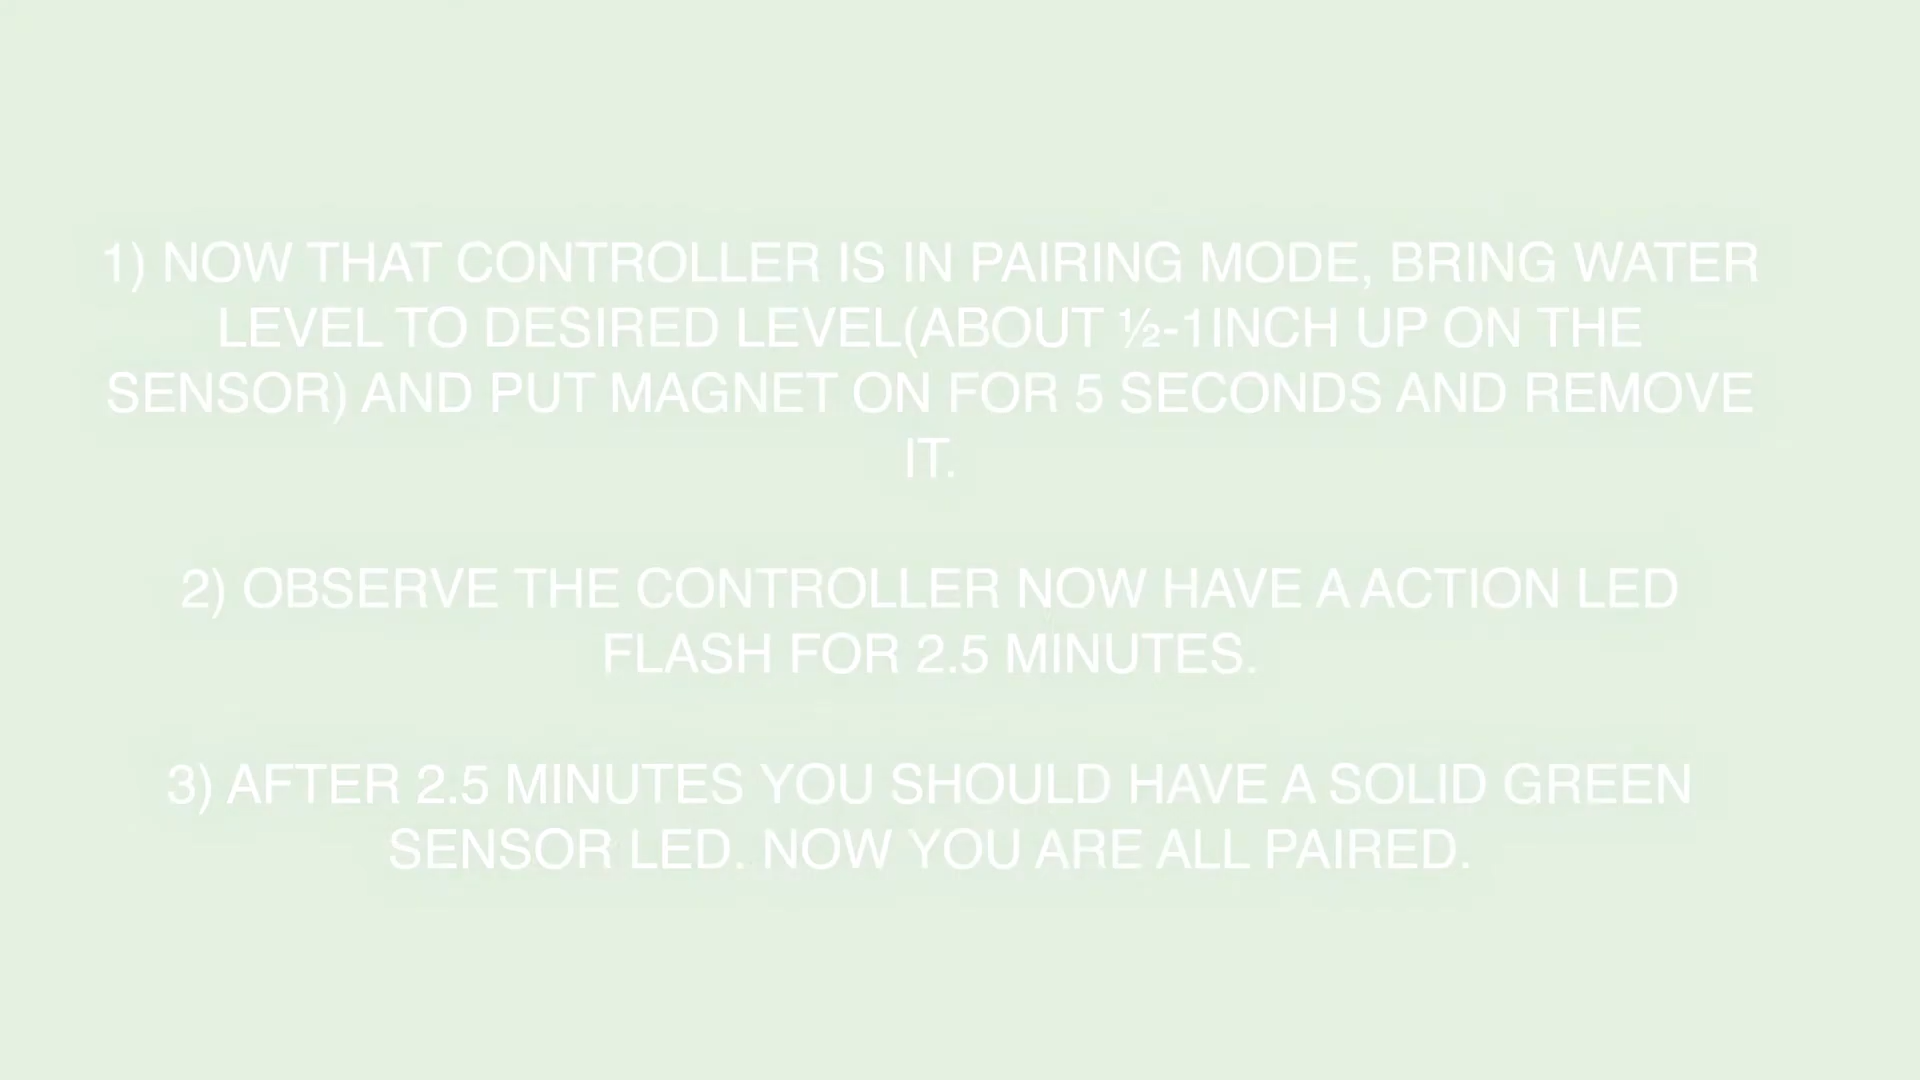 1) NOW THAT CONTROLLER IS IN PAIRING MODE, BRING WATER
LEVEL TO DESIRED LEVEL(ABOUT ½-1INCH UP ON THE
SENSOR) AND PUT MAGNET ON FOR 5 SECONDS AND REMOVE
IT.
2) OBSERVE THE CONTROLLER NOW HAVE A ACTION LED
FLASH FOR 2.5 MINUTES.
3) AFTER 2.5 MINUTES YOU SHOULD HAVE A SOLID GREEN
SENSOR LED. NOW YOU ARE ALL PAIRED.